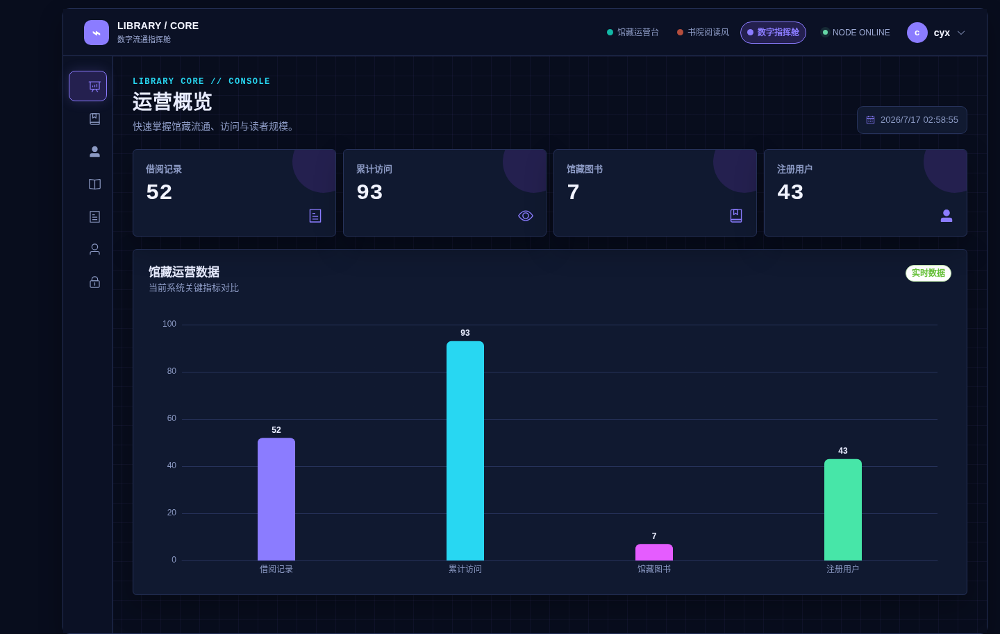 LIBRARY / CORE
数字流通指挥舱
馆藏运营台
书院阅读风
数字指挥舱
NODE ONLINE
c
cyx
LIBRARY CORE // CONSOLE
运营概览
快速掌握馆藏流通、访问与读者规模。
2026/7/17 02:58:55
借阅记录
52
累计访问
93
馆藏图书
7
注册用户
43
馆藏运营数据
当前系统关键指标对比
实时数据
100
80
60
40
20
0
52
93
7
43
借阅记录
累计访问
馆藏图书
注册用户